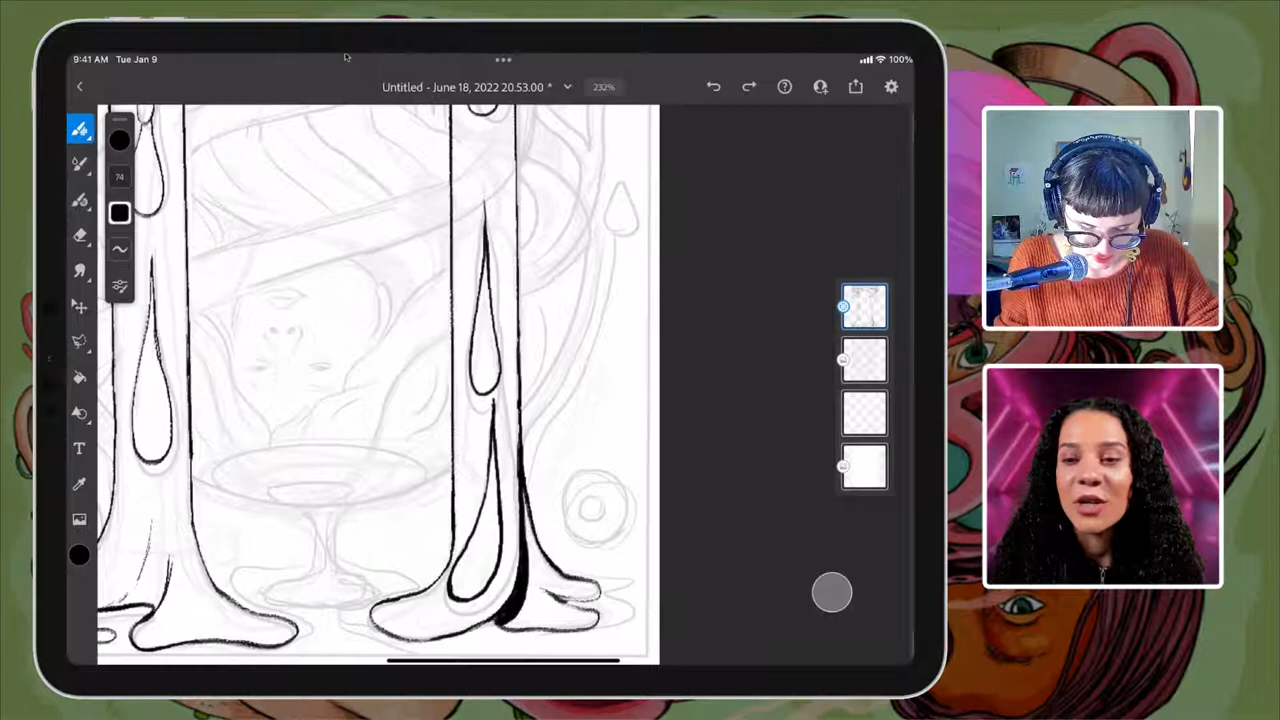 9:41 AM Tue Jan 9
100%
Untitled - June 18, 2022 20.53.00 *
232%
74
T